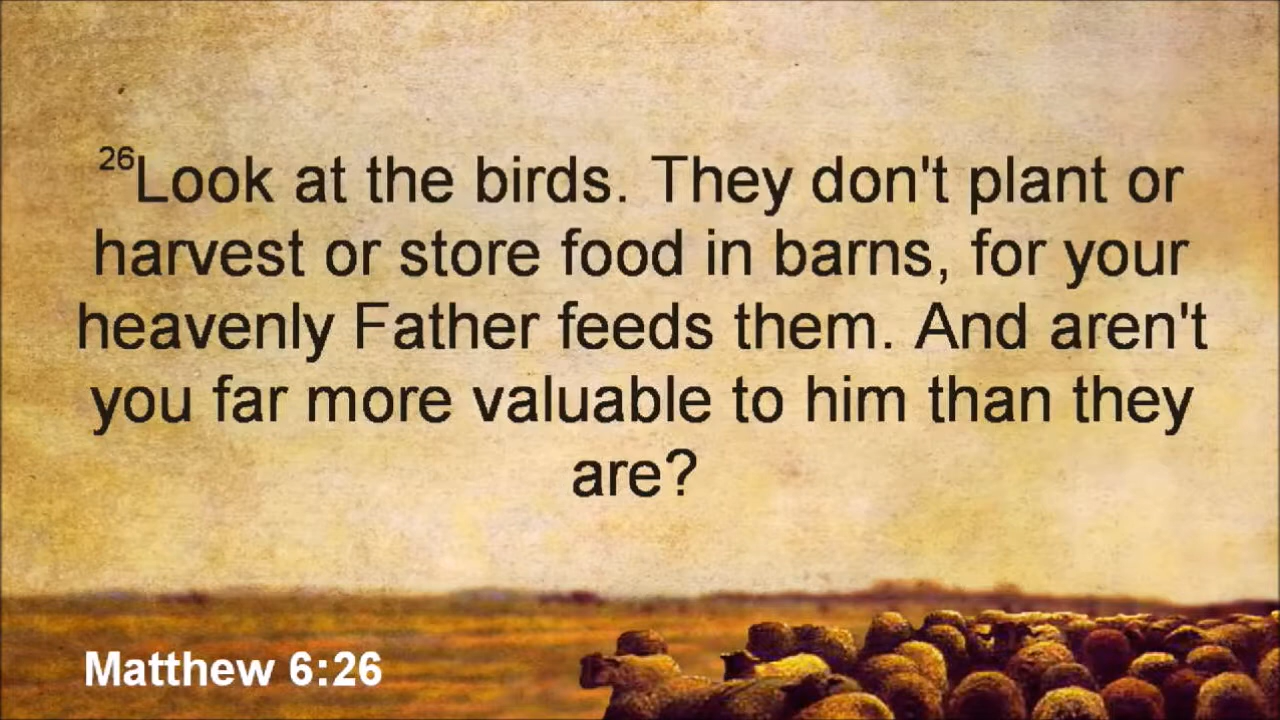 26Look at the birds. They don't plant or
harvest or store food in barns, for your
heavenly Father feeds them. And aren't
you far more valuable to him than they
are?
Matthew 6:26